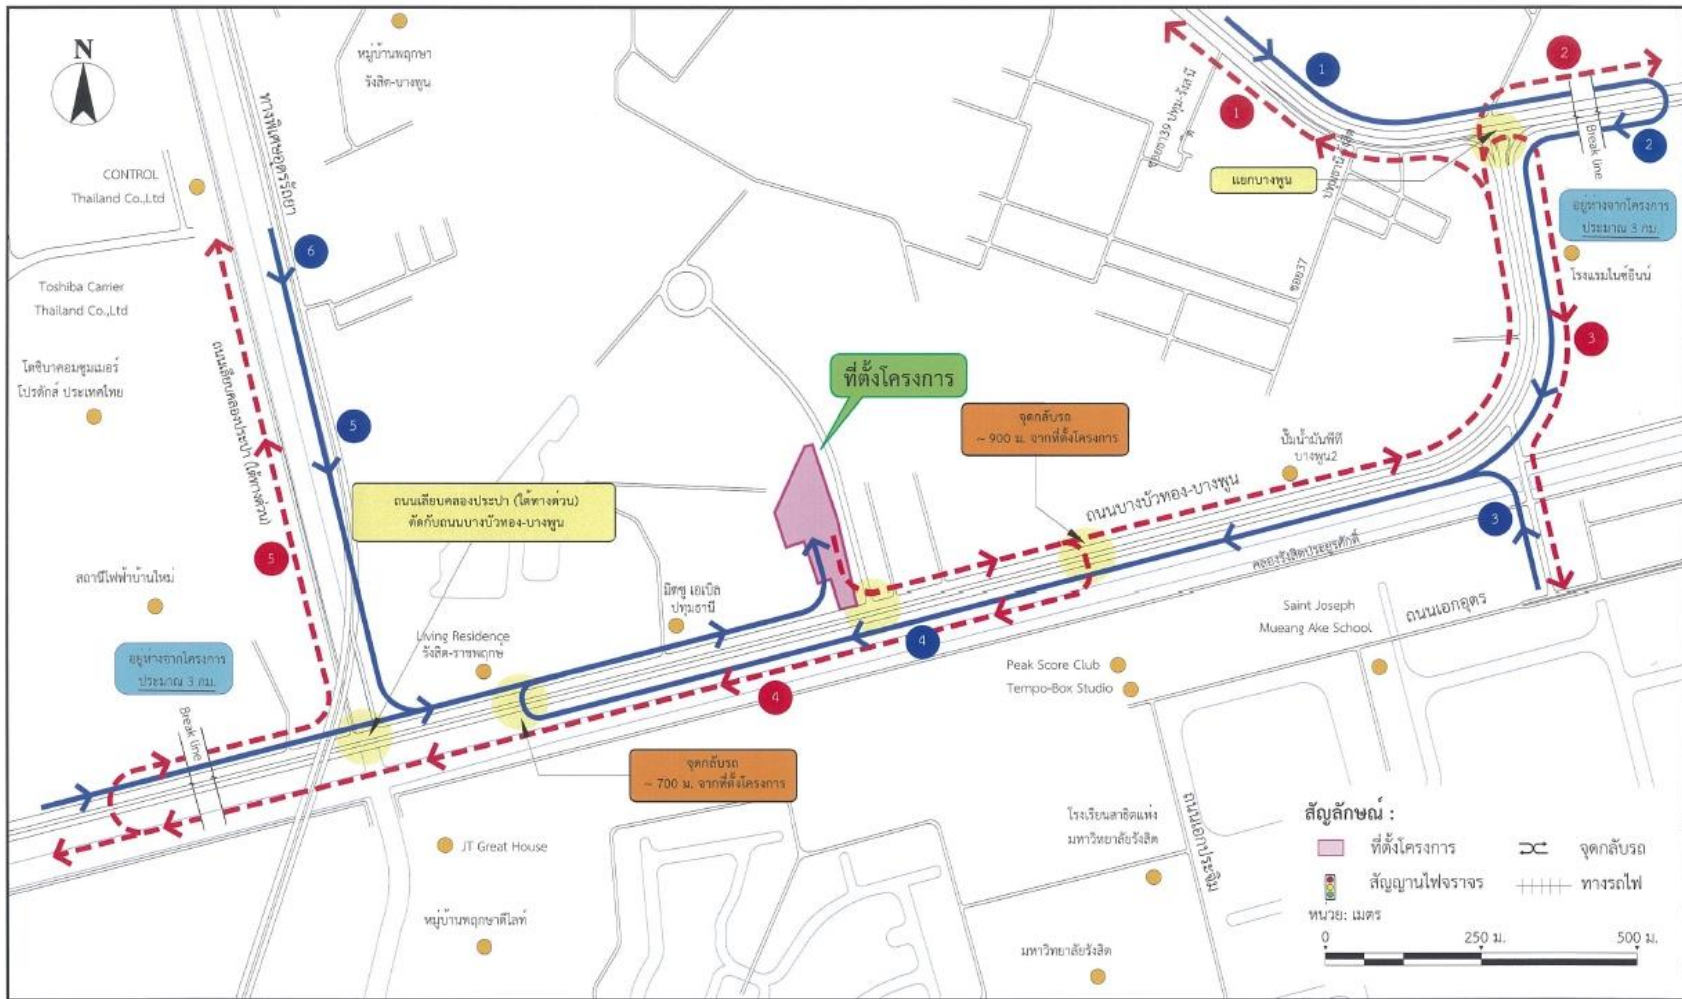 N
หมู่บ้านพฤกษา
รังสิต-บางพูน
ทางพิเศษอุดรรัถยา
CONTROL
Thailand Co.,Ltd
Toshiba Carrier
Thailand Co.,Ltd
โตชิบาคอมซูมเมอร์
โปรดักส์ ประเทศไทย
ถนนเลียบคลองประปา (ใต้ทางด่วน)
สถานีไฟฟ้าบ้านใหม่
1
1
2
2
Break line
แยกบางพูน
อยู่ห่างจากโครงการ
ประมาณ 3 กม.
โรงแรมไนซ์อินน์
ซอย37
3
6
5
5
ที่ตั้งโครงการ
จุดกลับรถ
~ 900 ม. จากที่ตั้งโครงการ
ปั๊มน้ำมันพีที
บางพูน2
ถนนบางบัวทอง-บางพูน
3
คลองรังสิตประยูรศักดิ์
ถนนเลียบคลองประปา (ใต้ทางด่วน)
ตัดกับถนนบางบัวทอง-บางพูน
มิตซู เอเบิล
ปทุมธานี
Living Residence
รังสิต-ราชพฤกษ์
4
4
Saint Joseph
Mueang Ake School
ถนนเอกอุดร
Peak Score Club
Tempo-Box Studio
อยู่ห่างจากโครงการ
ประมาณ 3 กม.
Break line
จุดกลับรถ
~ 700 ม. จากที่ตั้งโครงการ
JT Great House
หมู่บ้านพฤกษาดีไลท์
โรงเรียนสาธิตแห่ง
มหาวิทยาลัยรังสิต
ถนนเอกประจิม
มหาวิทยาลัยรังสิต
สัญลักษณ์ :
ที่ตั้งโครงการ
จุดกลับรถ
สัญญานไฟจราจร
ทางรถไฟ
หน่วย: เมตร
0 250 ม. 500 ม.